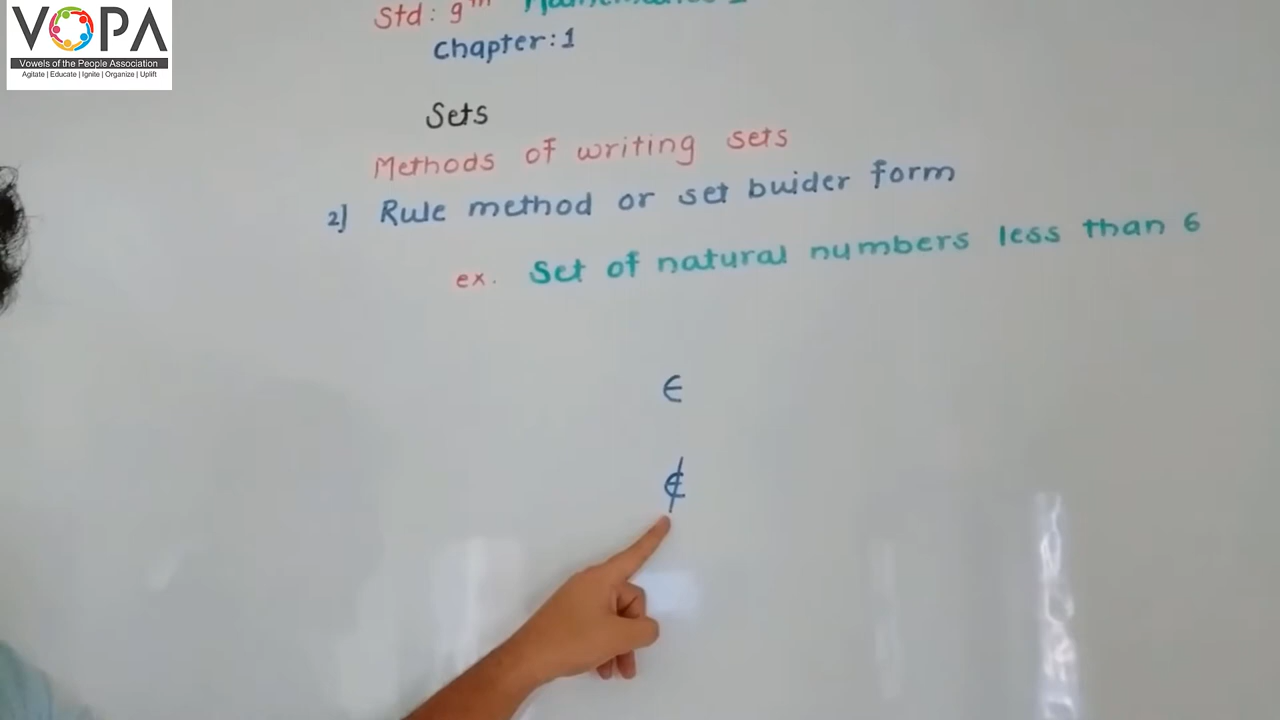 VOPA
Vowels of the People Association
Agitate | Educate | Ignite | Organize | Uplift
Std: 9th
Chapter:1
Sets
Methods of writing sets
2] Rule method or set buider form
ex. Set of natural numbers less than 6
∈
∉